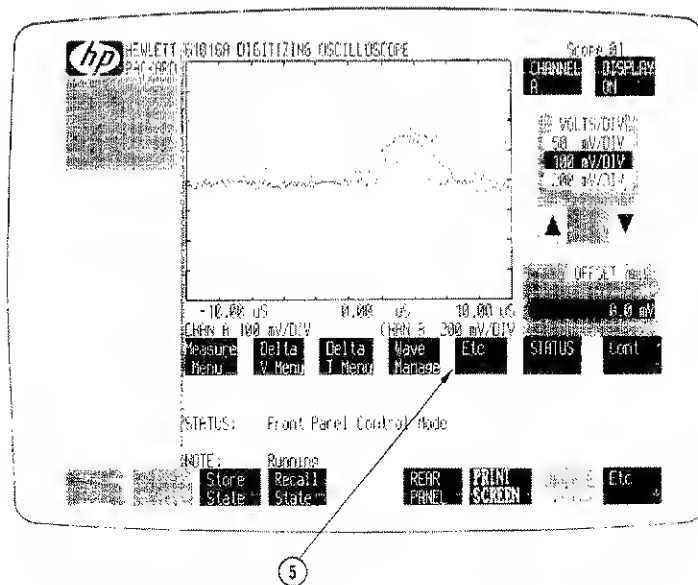 hp HEWLETT PACKARD
61016A DIGITIZING OSCILLOSCOPE
Scope 01
CHANNEL A
DISPLAY ON
VOLTS/DIV
50 mV/DIV
100 mV/DIV
200 mV/DIV
OFFSET
0.0 mV
-10.00 uS 0.00 uS 10.00 uS
CHAN A 100 mV/DIV CHAN B 200 mV/DIV
Measure Menu
Delta V Menu
Delta T Menu
Wave Manage
Etc
STATUS
Cont
STATUS: Front Panel Control Mode
NOTE: Running
Store State
Recall State
REAR PANEL
PRINT SCREEN
Etc
5